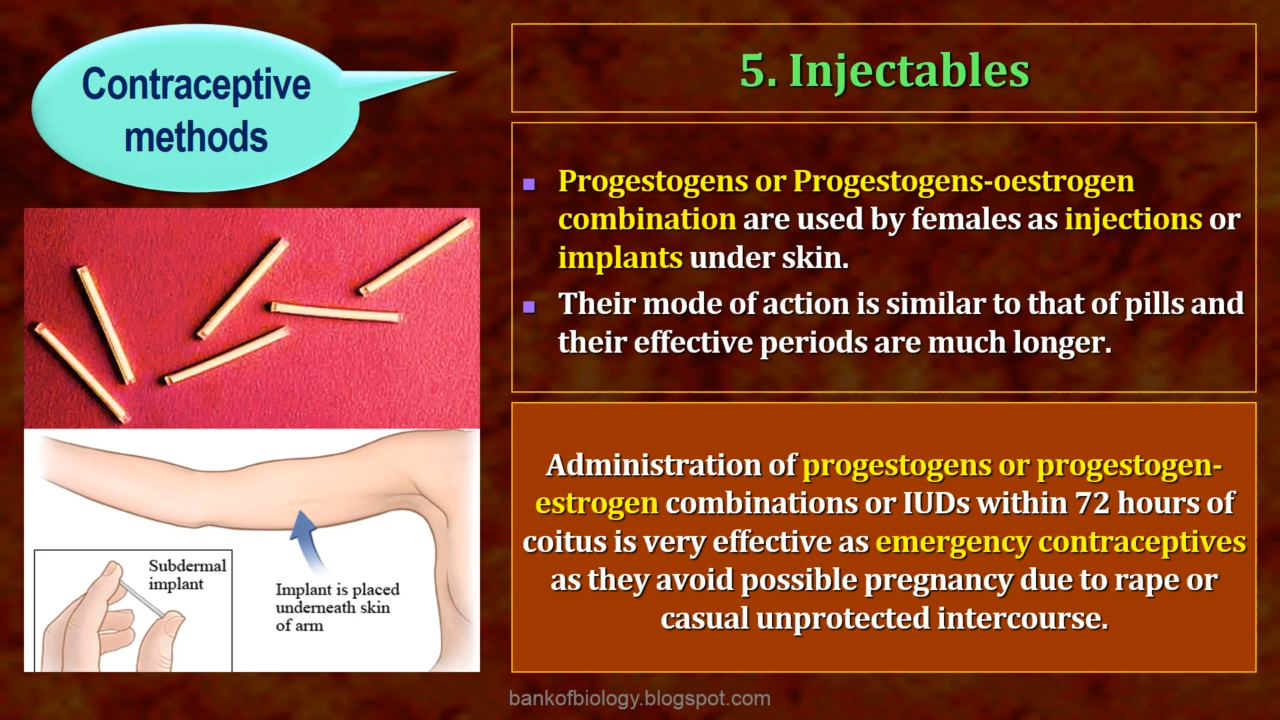 Contraceptive
methods
5. Injectables
Progestogens or Progestogens-oestrogen
combination are used by females as injections or
implants under skin.
Their mode of action is similar to that of pills and
their effective periods are much longer.
Administration of progestogens or progestogen-
estrogen combinations or IUDs within 72 hours of
coitus is very effective as emergency contraceptives
as they avoid possible pregnancy due to rape or
casual unprotected intercourse.
Subdermal
implant
Implant is placed
underneath skin
of arm
bankofbiology.blogspot.com